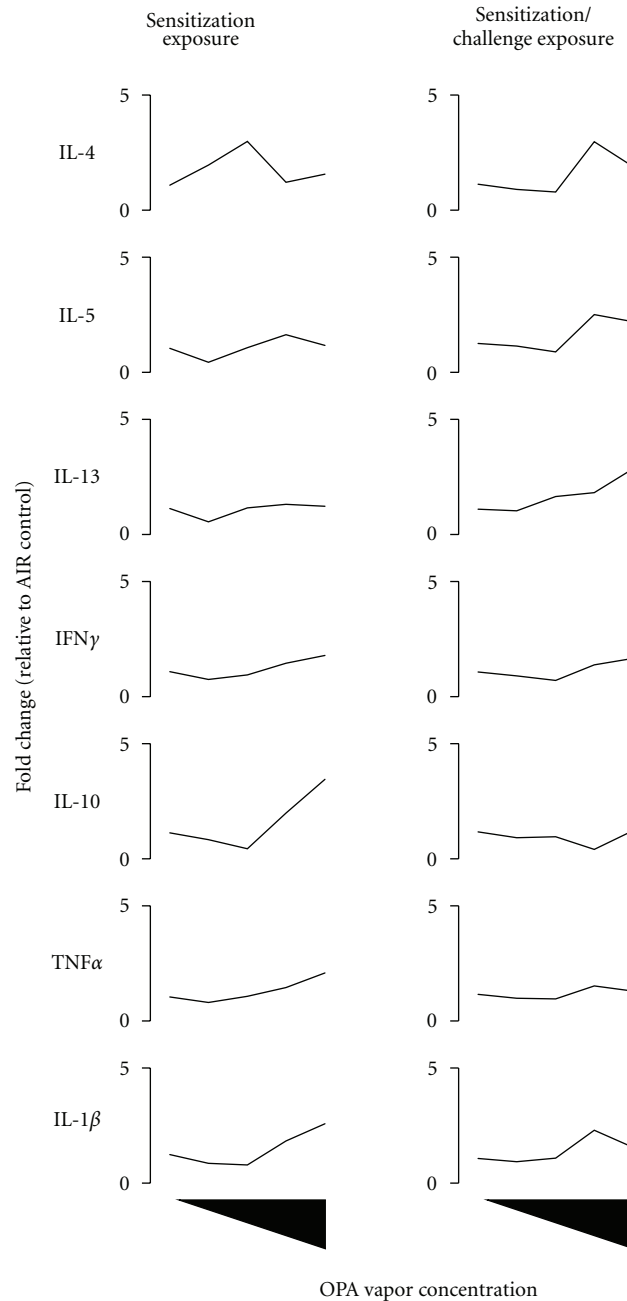 Sensitization
exposure
Sensitization/
challenge exposure
Fold change (relative to AIR control)
IL-4
5
0
5
0
IL-5
5
0
5
0
IL-13
5
0
5
0
IFNγ
5
0
5
0
IL-10
5
0
5
0
TNFα
5
0
5
0
IL-1β
5
0
5
0
OPA vapor concentration